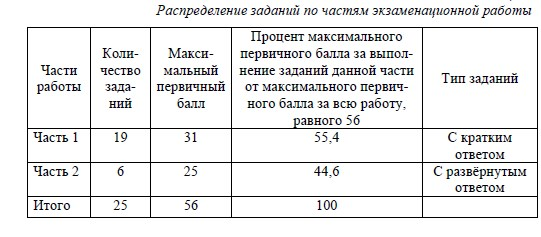 Распределение заданий по частям экзаменационной работы
Части работы
Коли-
чество
зада-
ний
Макси-
мальный
первичный
балл
Процент максимального
первичного балла за выпол-
нение заданий данной части
от максимального первич-
ного балла за всю работу,
равного 56
Тип заданий
Часть 1 19 31 55,4 С кратким
ответом
Часть 2 6 25 44,6 С развёрнутым
ответом
Итого 25 56 100